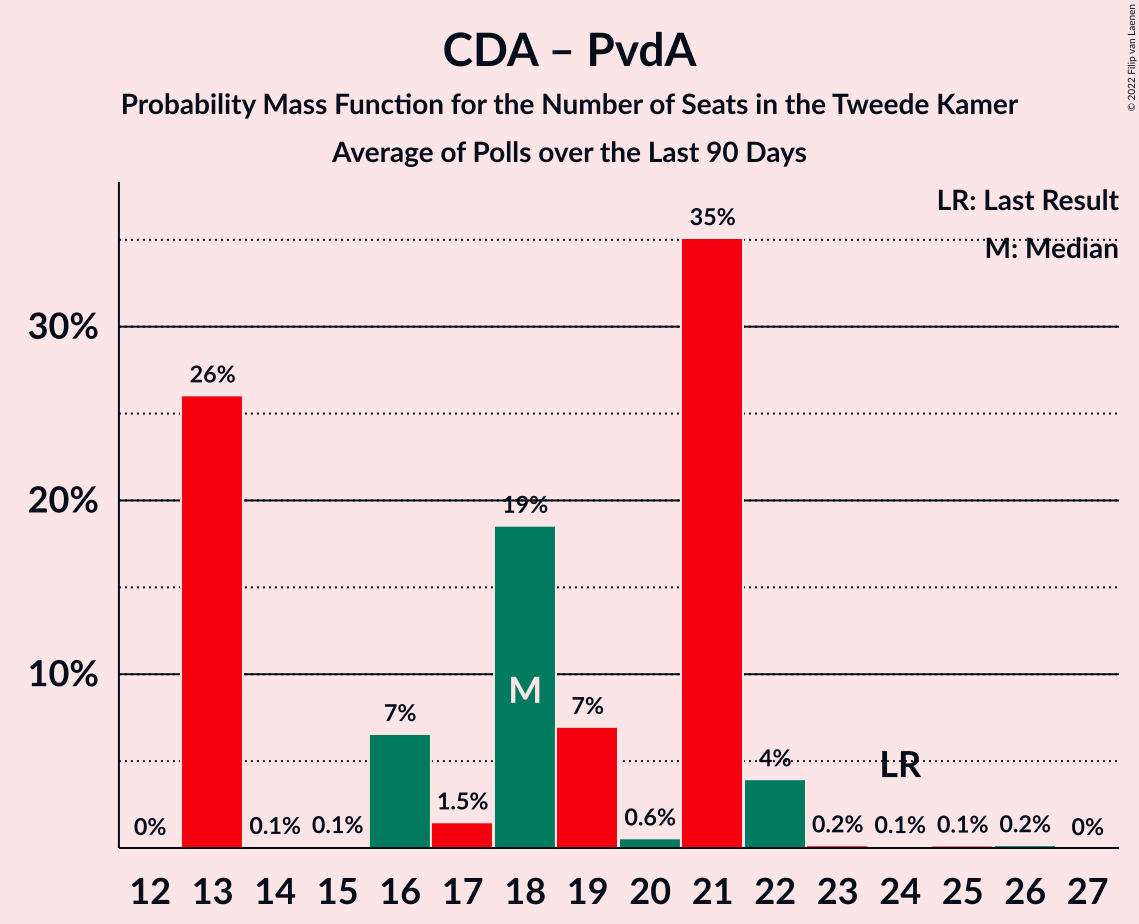 CDA – PvdA
Probability Mass Function for the Number of Seats in the Tweede Kamer
Average of Polls over the Last 90 Days
© 2022 Filip van Laenen
LR: Last Result
M: Median
35%
30%
26%
20%
19%
10%
M
7%
7%
LR
4%
1.5%
0.6%
0%
0.1%
0.1%
0.2%
0.1%
0.1%
0.2%
0%
12 13 14 15 16 17 18 19 20 21 22 23 24 25 26 27